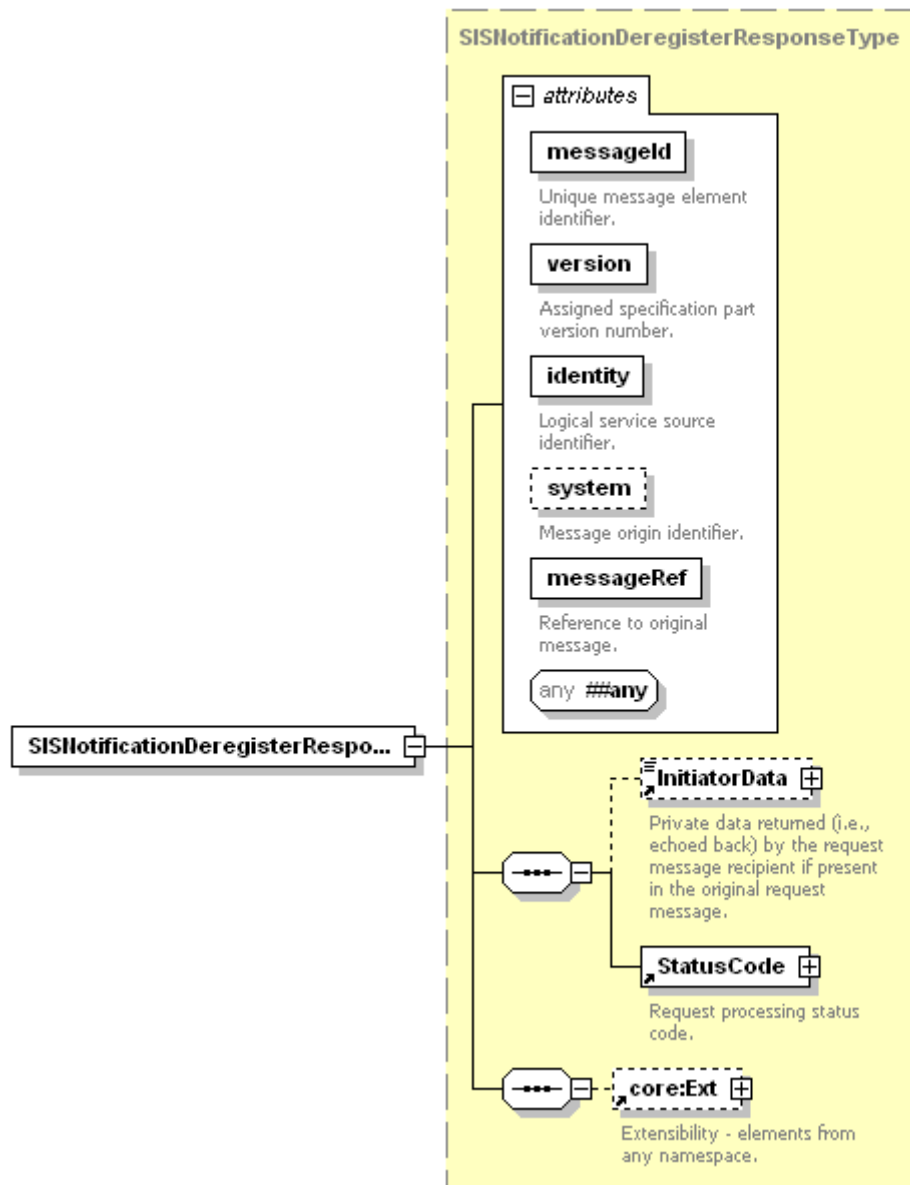 SISNotificationDeregisterResponseType
attributes
messageId
Unique message element
identifier.
version
Assigned specification part
version number.
identity
Logical service source
identifier.
system
Message origin identifier.
messageRef
Reference to original
message.
any ##any
SISNotificationDeregisterRespo...
InitiatorData
Private data returned (i.e.,
echoed back) by the request
message recipient if present
in the original request
message.
StatusCode
Request processing status
code.
core:Ext
Extensibility - elements from
any namespace.